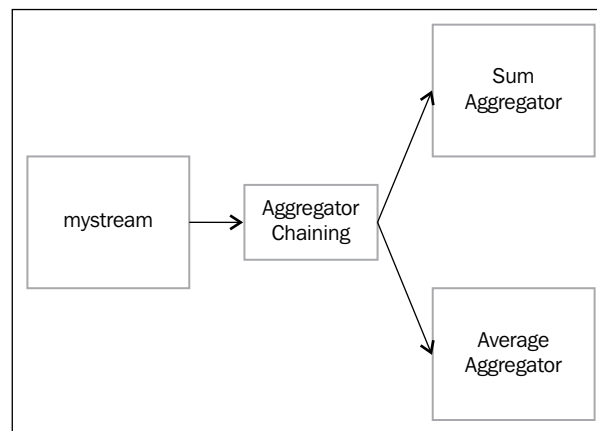 Sum
Aggregator
mystream
Aggregator
Chaining
Average
Aggregator